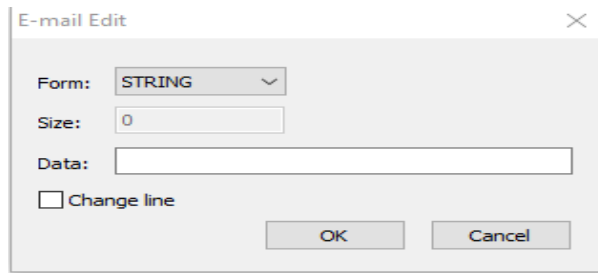 E-mail Edit
Form: STRING
Size: 0
Data:
Change line
OK Cancel